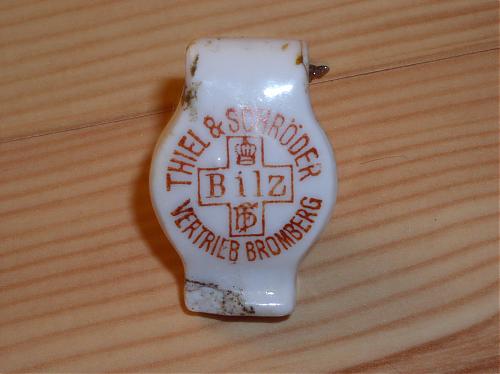 THIEL & SCHRÖDER
Bilz
VERTRIEB BROMBERG